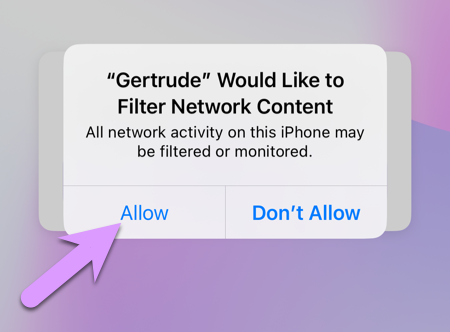 “Gertrude” Would Like to
Filter Network Content
All network activity on this iPhone may
be filtered or monitored.
Allow
Don’t Allow